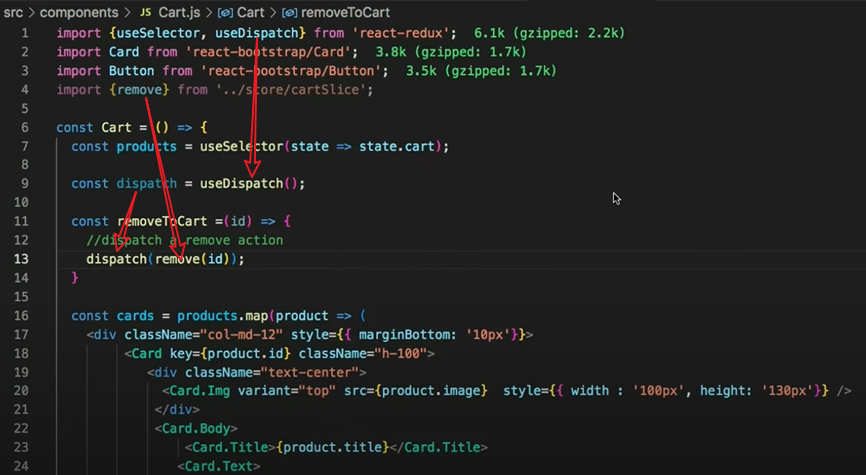 src > components > JS Cart.js > Cart > removeToCart
1 import {useSelector, useDispatch} from 'react-redux'; 6.1k (gzipped: 2.2k)
2 import Card from 'react-bootstrap/Card'; 3.8k (gzipped: 1.7k)
3 import Button from 'react-bootstrap/Button'; 3.5k (gzipped: 1.7k)
4 import {remove} from '../store/cartSlice';
5
6 const Cart = () => {
7 const products = useSelector(state => state.cart);
8
9 const dispatch = useDispatch();
10
11 const removeToCart =(id) => {
12 //dispatch a remove action
13 dispatch(remove(id));
14 }
15
16 const cards = products.map(product => (
17 <div className="col-md-12" style={{ marginBottom: '10px'}}>
18 <Card key={product.id} className="h-100">
19 <div className="text-center">
20 <Card.Img variant="top" src={product.image} style={{ width : '100px', height: '130px'}} />
21 </div>
22 <Card.Body>
23 <Card.Title>{product.title}</Card.Title>
24 <Card.Text>